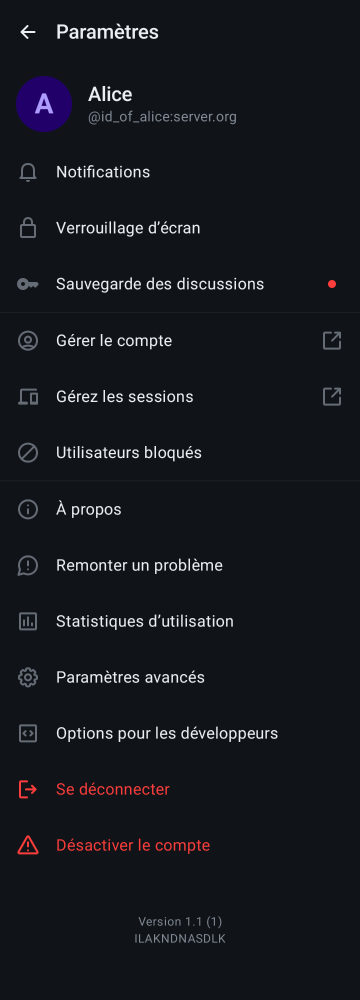 Paramètres
A
Alice
@id_of_alice:server.org
Notifications
Verrouillage d’écran
Sauvegarde des discussions
Gérer le compte
Gérez les sessions
Utilisateurs bloqués
À propos
Remonter un problème
Statistiques d’utilisation
Paramètres avancés
Options pour les développeurs
Se déconnecter
Désactiver le compte
Version 1.1 (1)
ILAKNDNASDLK